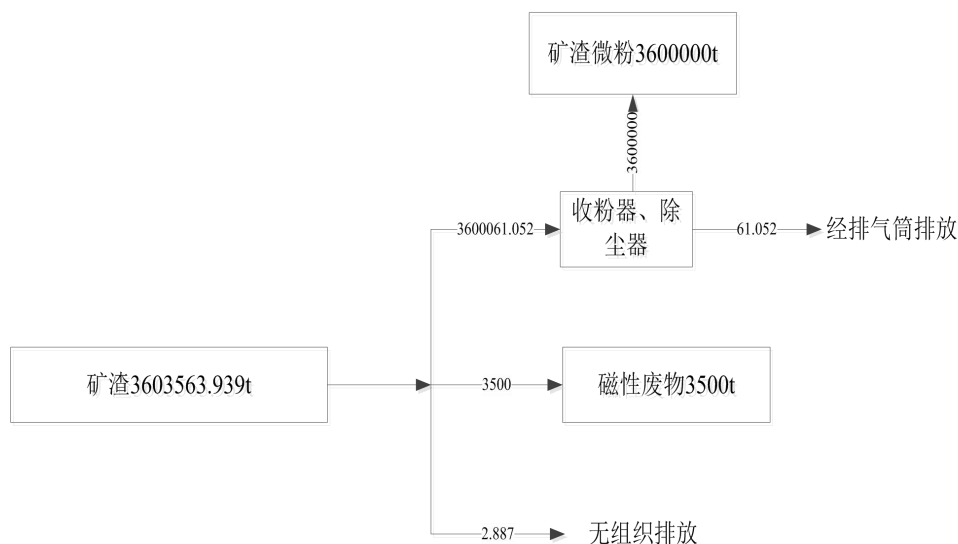 矿渣微粉3600000t
3600000
收粉器、除
尘器
3600061.052
61.052
经排气筒排放
矿渣3603563.939t
3500
磁性废物3500t
2.887
无组织排放